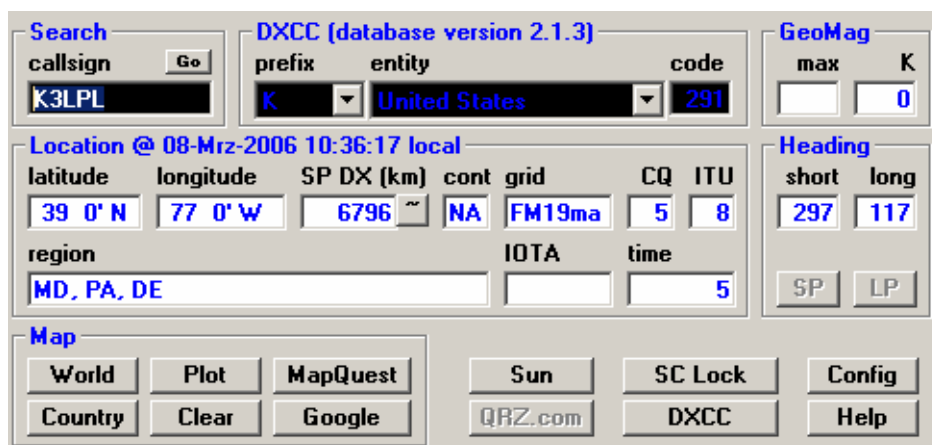 Search DXCC (database version 2.1.3) GeoMag
callsign Go prefix entity code max K
K3LPL K United States 291 0
Location @ 08-Mrz-2006 10:36:17 local Heading
latitude longitude SP DX (km) cont grid CQ ITU short long
39 0' N 77 0' W 6796 ~ NA FM19ma 5 8 297 117
region IOTA time
MD, PA, DE 5 SP LP
Map
World Plot MapQuest Sun SC Lock Config
Country Clear Google QRZ.com DXCC Help